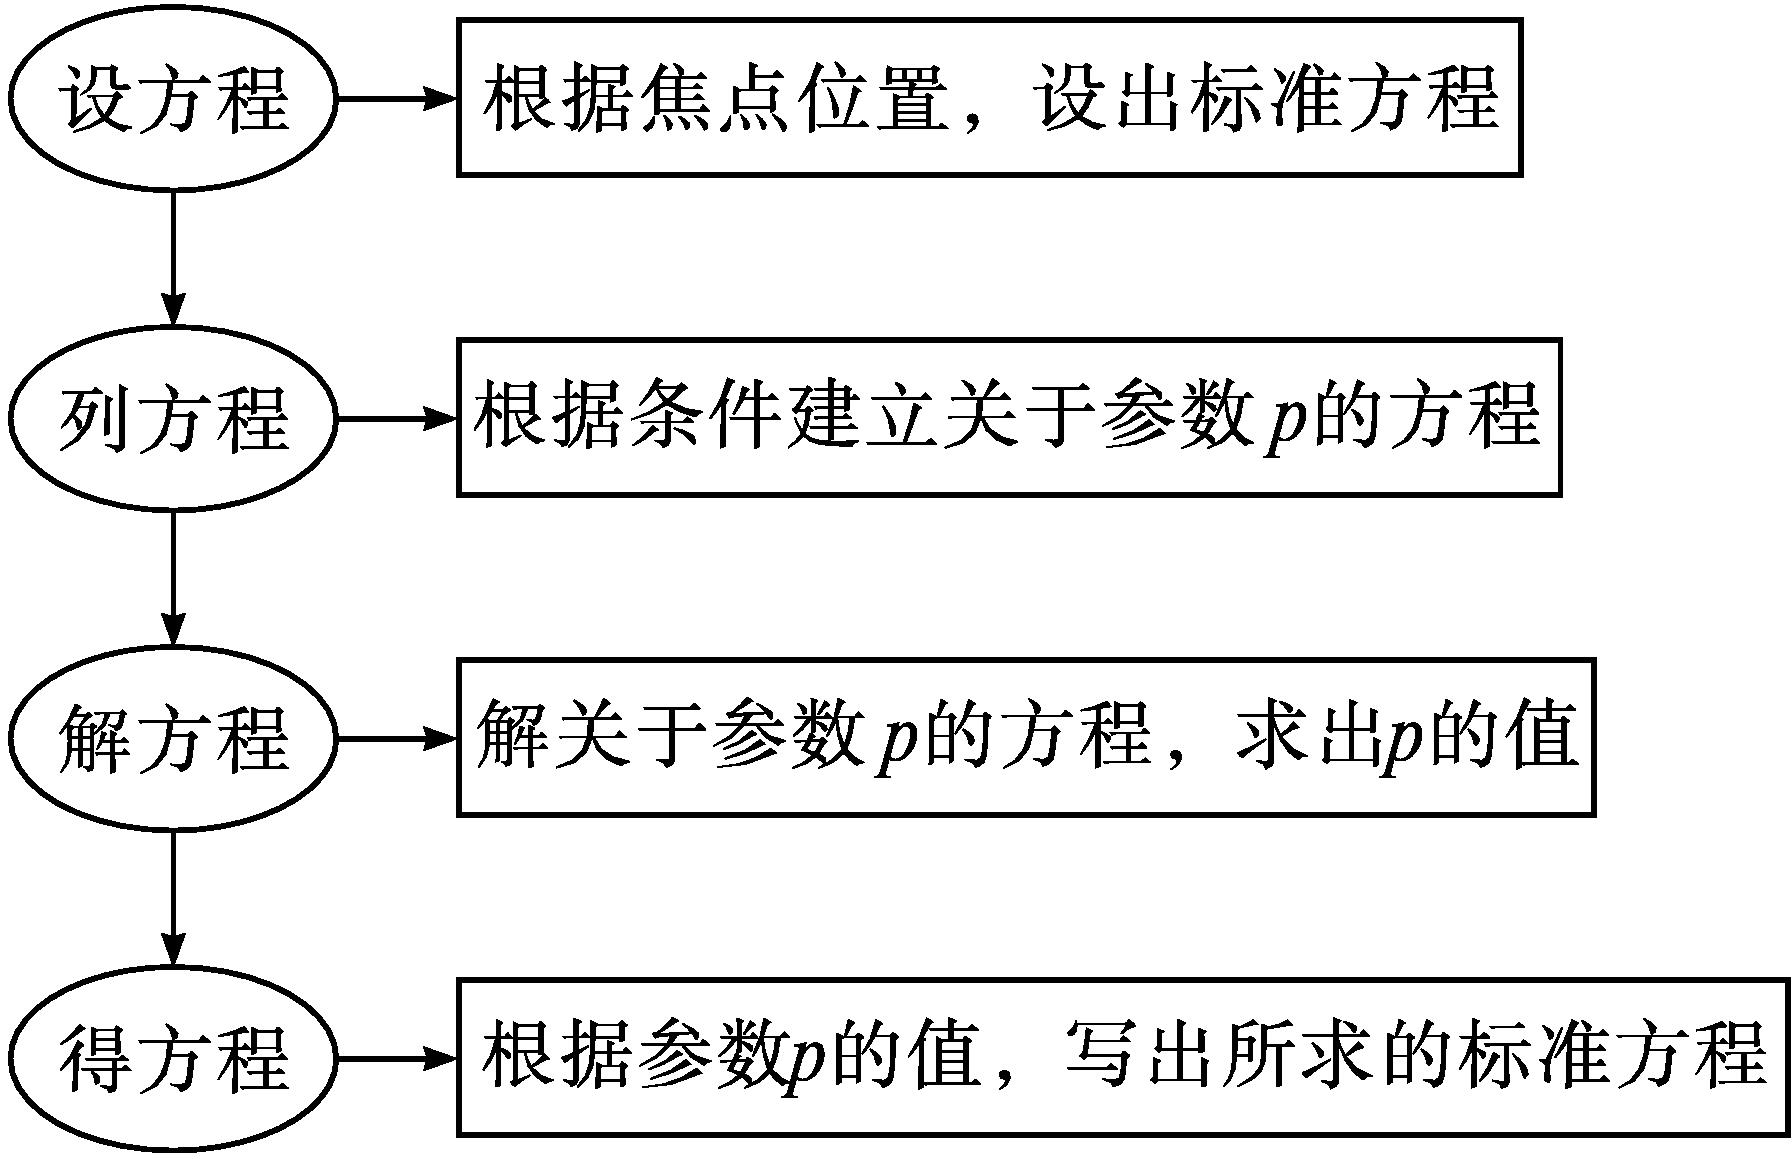 设方程
根据焦点位置，设出标准方程
列方程
根据条件建立关于参数p的方程
解方程
解关于参数p的方程，求出p的值
得方程
根据参数p的值，写出所求的标准方程